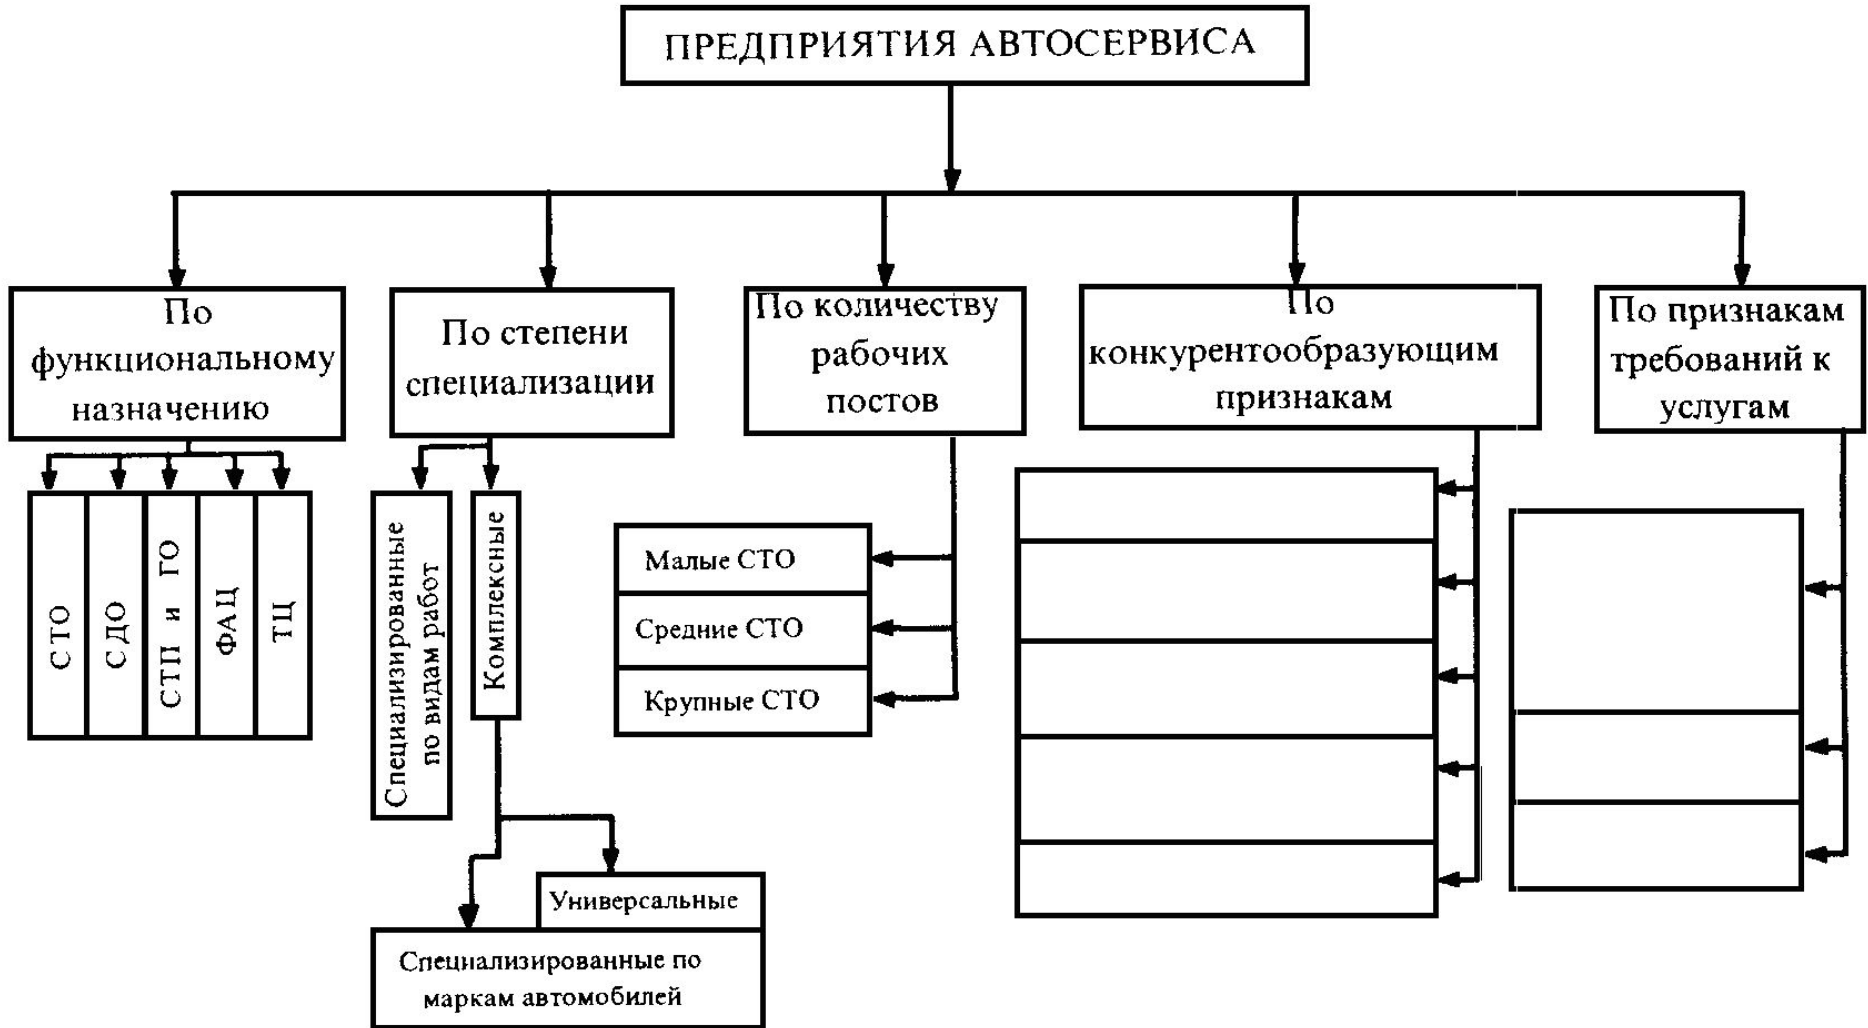 ПРЕДПРИЯТИЯ АВТОСЕРВИСА
По
функциональному
назначению
По степени
специализации
По количеству
рабочих
постов
По
конкурентообразующим
признакам
По признакам
требований к
услугам
СТО
СДО
СТП и ГО
ФАЦ
ТЦ
Специализированные
по видам работ
Комплексные
Малые СТО
Средние СТО
Крупные СТО
Универсальные
Специализированные по
маркам автомобилей